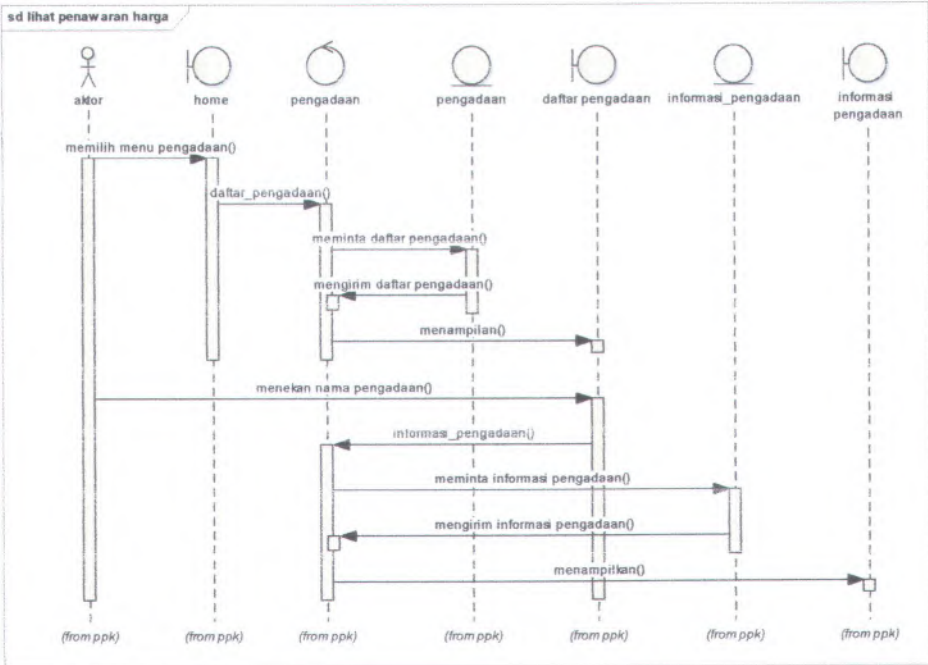 sd lihat penawaran harga
aktor
home
pengadaan
pengadaan
daftar pengadaan
informasi_pengadaan
informasi
pengadaan
memilih menu pengadaan()
daftar_pengadaan()
meminta daftar pengadaan()
mengirim daftar pengadaan()
menampilan()
menekan nama pengadaan()
informasi_pengadaan()
meminta informasi pengadaan()
mengirim informasi pengadaan()
menampilkan()
(from ppk)
(from ppk)
(from ppk)
(from ppk)
(from ppk)
(from ppk)
(from ppk)